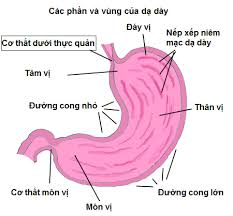 Các phần và vùng của dạ dày
Đáy vị
Nếp xếp niêm
mạc dạ dày
Cơ thắt dưới thực quản
Tâm vị
Đường cong nhỏ
Thân vị
Cơ thắt môn vị
Môn vị
Đường cong lớn